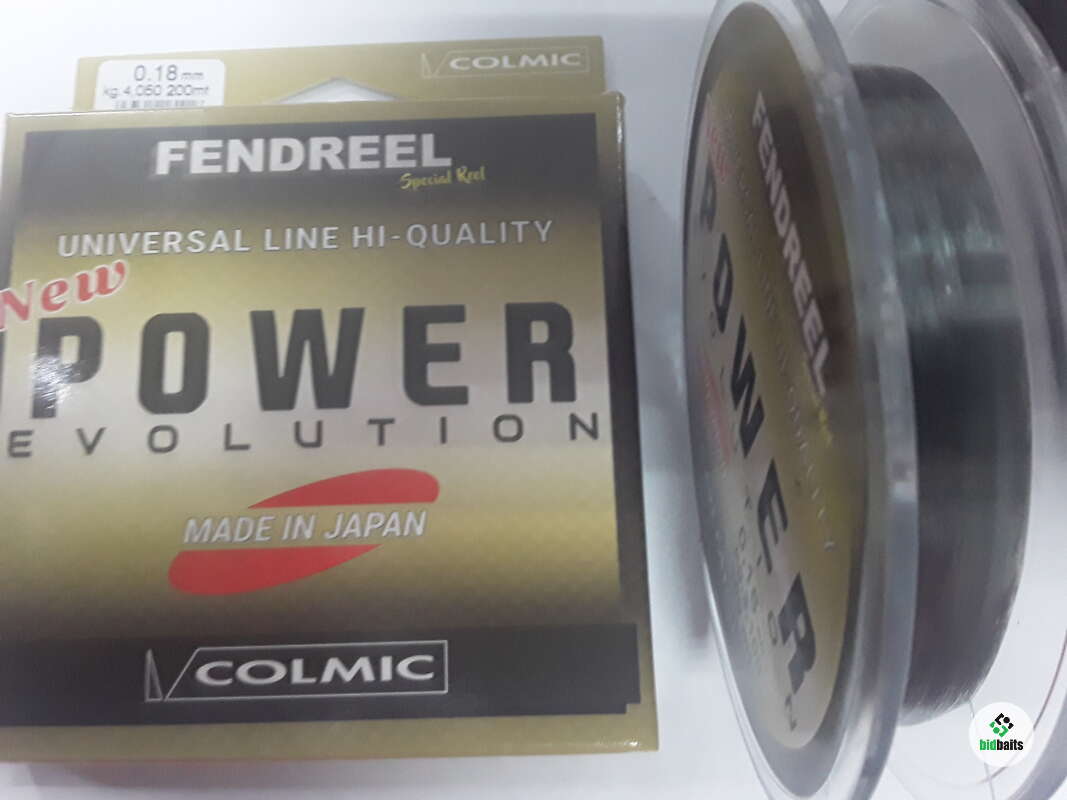 COLMIC
0.18 mm
kg. 4,050 200mt
FENDREEL
Special Reel
UNIVERSAL LINE HI-QUALITY
New
POWER
EVOLUTION
MADE IN JAPAN
COLMIC
FENDREEL
POWER
bidbaits